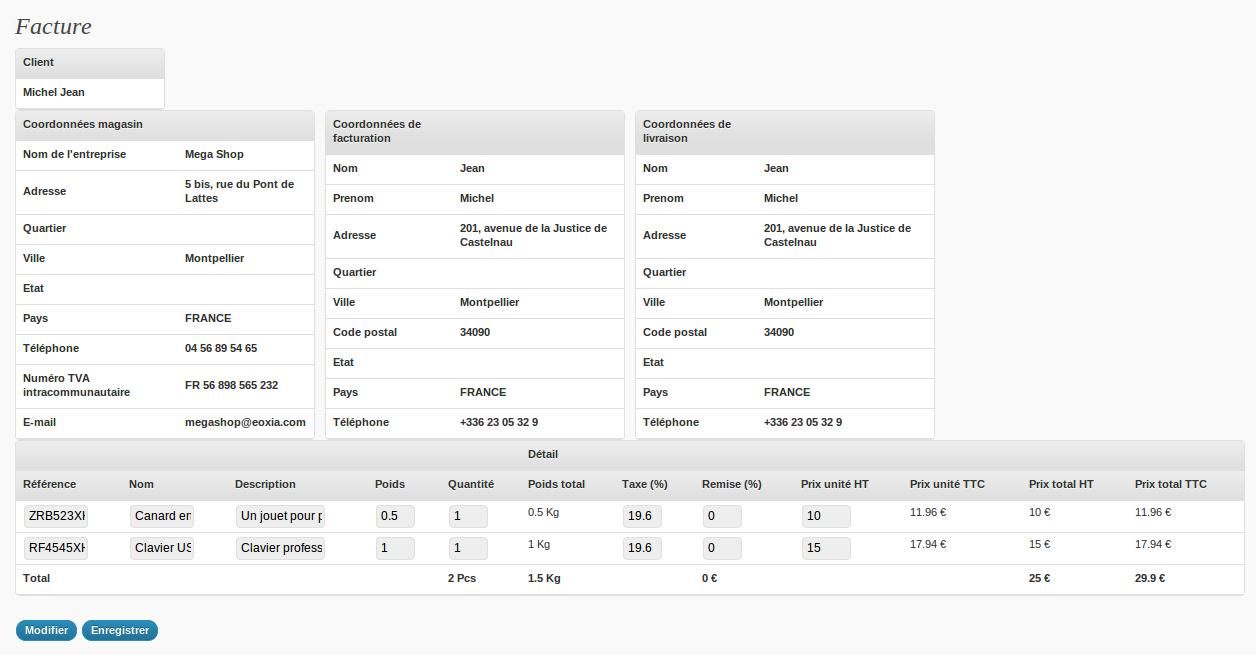 Facture
Client
Michel Jean
Coordonnées magasin
Nom de l'entreprise Mega Shop
Adresse 5 bis, rue du Pont de
Lattes
Quartier
Ville Montpellier
Etat
Pays FRANCE
Téléphone 04 56 89 54 65
Numéro TVA
intracommunautaire FR 56 898 565 232
E-mail megashop@eoxia.com
Coordonnées de
facturation
Nom Jean
Prenom Michel
Adresse 201, avenue de la Justice de
Castelnau
Quartier
Ville Montpellier
Code postal 34090
Etat
Pays FRANCE
Téléphone +336 23 05 32 9
Coordonnées de
livraison
Nom Jean
Prenom Michel
Adresse 201, avenue de la Justice de
Castelnau
Quartier
Ville Montpellier
Code postal 34090
Etat
Pays FRANCE
Téléphone +336 23 05 32 9
Détail
Référence Nom Description Poids Quantité Poids total Taxe (%) Remise (%) Prix unité HT Prix unité TTC Prix total HT Prix total TTC
ZRB523X Canard en Un jouet pour 0.5 1 0.5 Kg 19.6 0 10 11.96 € 10 € 11.96 €
RF4545X Clavier US Clavier profess 1 1 1 Kg 19.6 0 15 17.94 € 15 € 17.94 €
Total 2 Pcs 1.5 Kg 0 € 25 € 29.9 €
Modifier Enregistrer